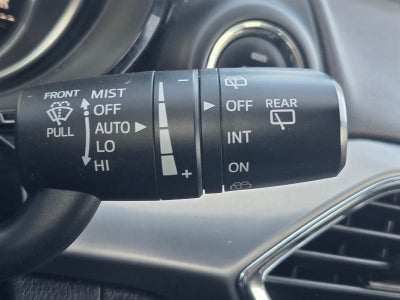 FRONT MIST
OFF
PULL AUTO
LO
HI
−
+
OFF REAR
INT
ON